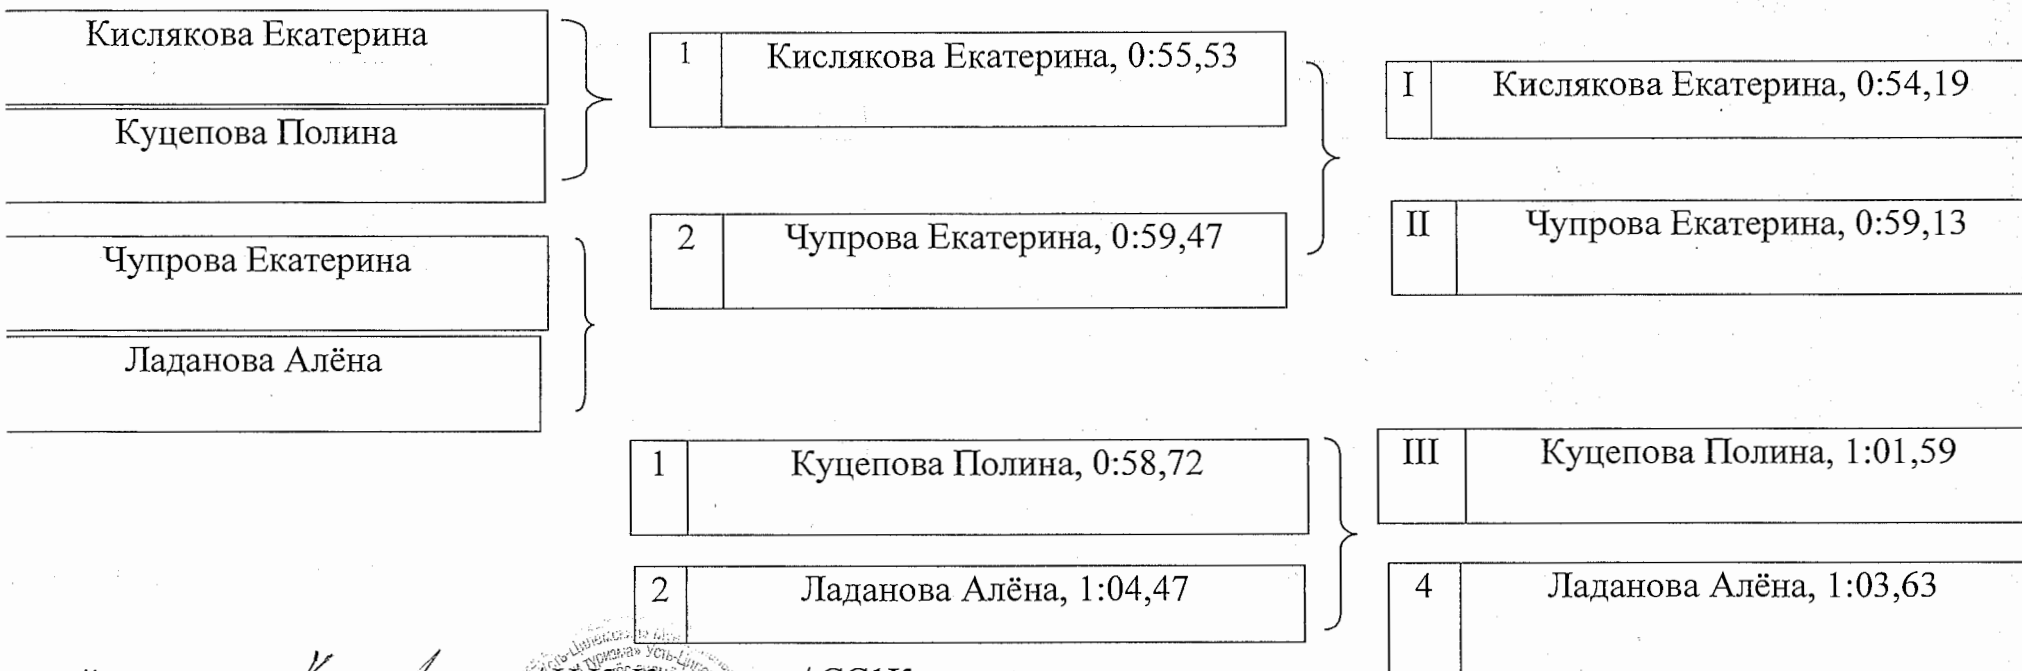 Кислякова Екатерина
Куцепова Полина
Чупрова Екатерина
Ладанова Алёна
1 Кислякова Екатерина, 0:55,53
2 Чупрова Екатерина, 0:59,47
1 Куцепова Полина, 0:58,72
2 Ладанова Алёна, 1:04,47
I Кислякова Екатерина, 0:54,19
II Чупрова Екатерина, 0:59,13
III Куцепова Полина, 1:01,59
4 Ладанова Алёна, 1:03,63